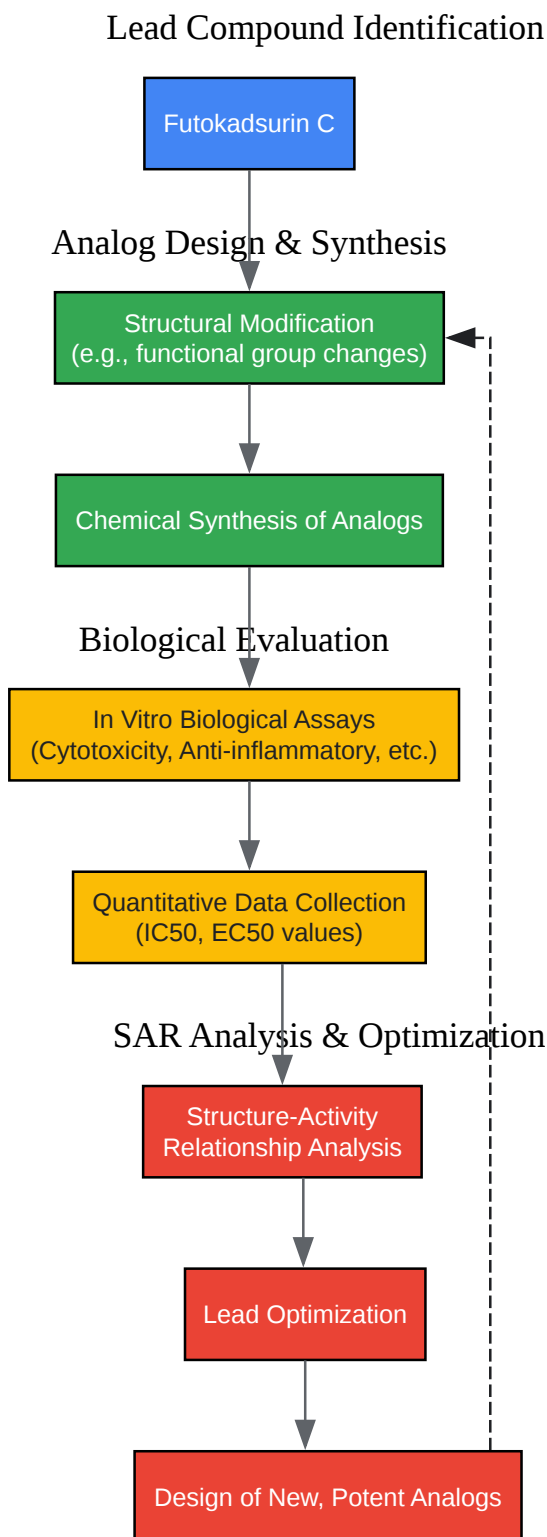 Lead Compound Identification
Futokadsurin C
Analog Design & Synthesis
Structural Modification
(e.g., functional group changes)
Chemical Synthesis of Analogs
Biological Evaluation
In Vitro Biological Assays
(Cytotoxicity, Anti-inflammatory, etc.)
Quantitative Data Collection
(IC50, EC50 values)
SAR Analysis & Optimization
Structure-Activity
Relationship Analysis
Lead Optimization
Design of New, Potent Analogs